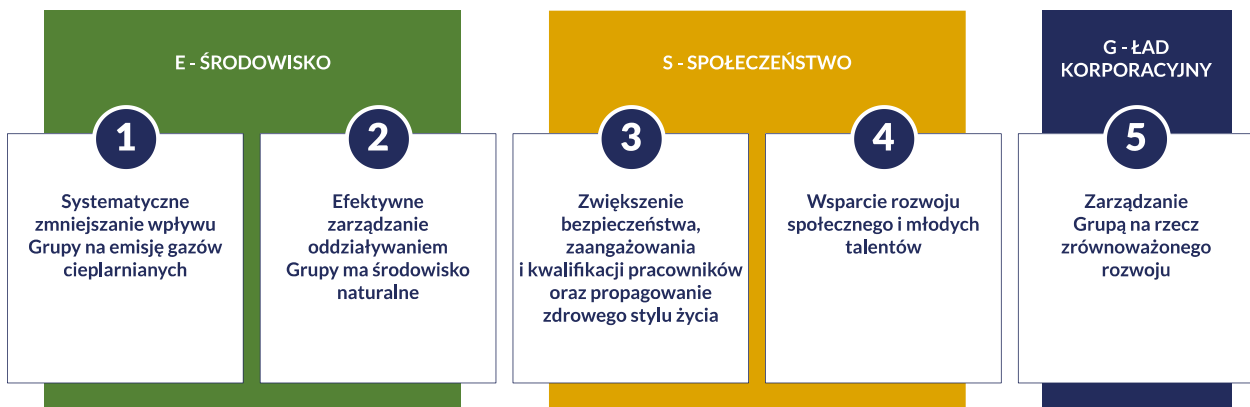 E - ŚRODOWISKO
1
Systematyczne
zmniejszanie wpływu
Grupy na emisję gazów
cieplarnianych
2
Efektywne
zarządzanie
oddziaływaniem
Grupy ma środowisko
naturalne
S - SPOŁECZEŃSTWO
3
Zwiększenie
bezpieczeństwa,
zaangażowania
i kwalifikacji pracowników
oraz propagowanie
zdrowego stylu życia
4
Wsparcie rozwoju
społecznego i młodych
talentów
G - ŁAD
KORPORACYJNY
5
Zarządzanie
Grupą na rzecz
zrównoważonego
rozwoju